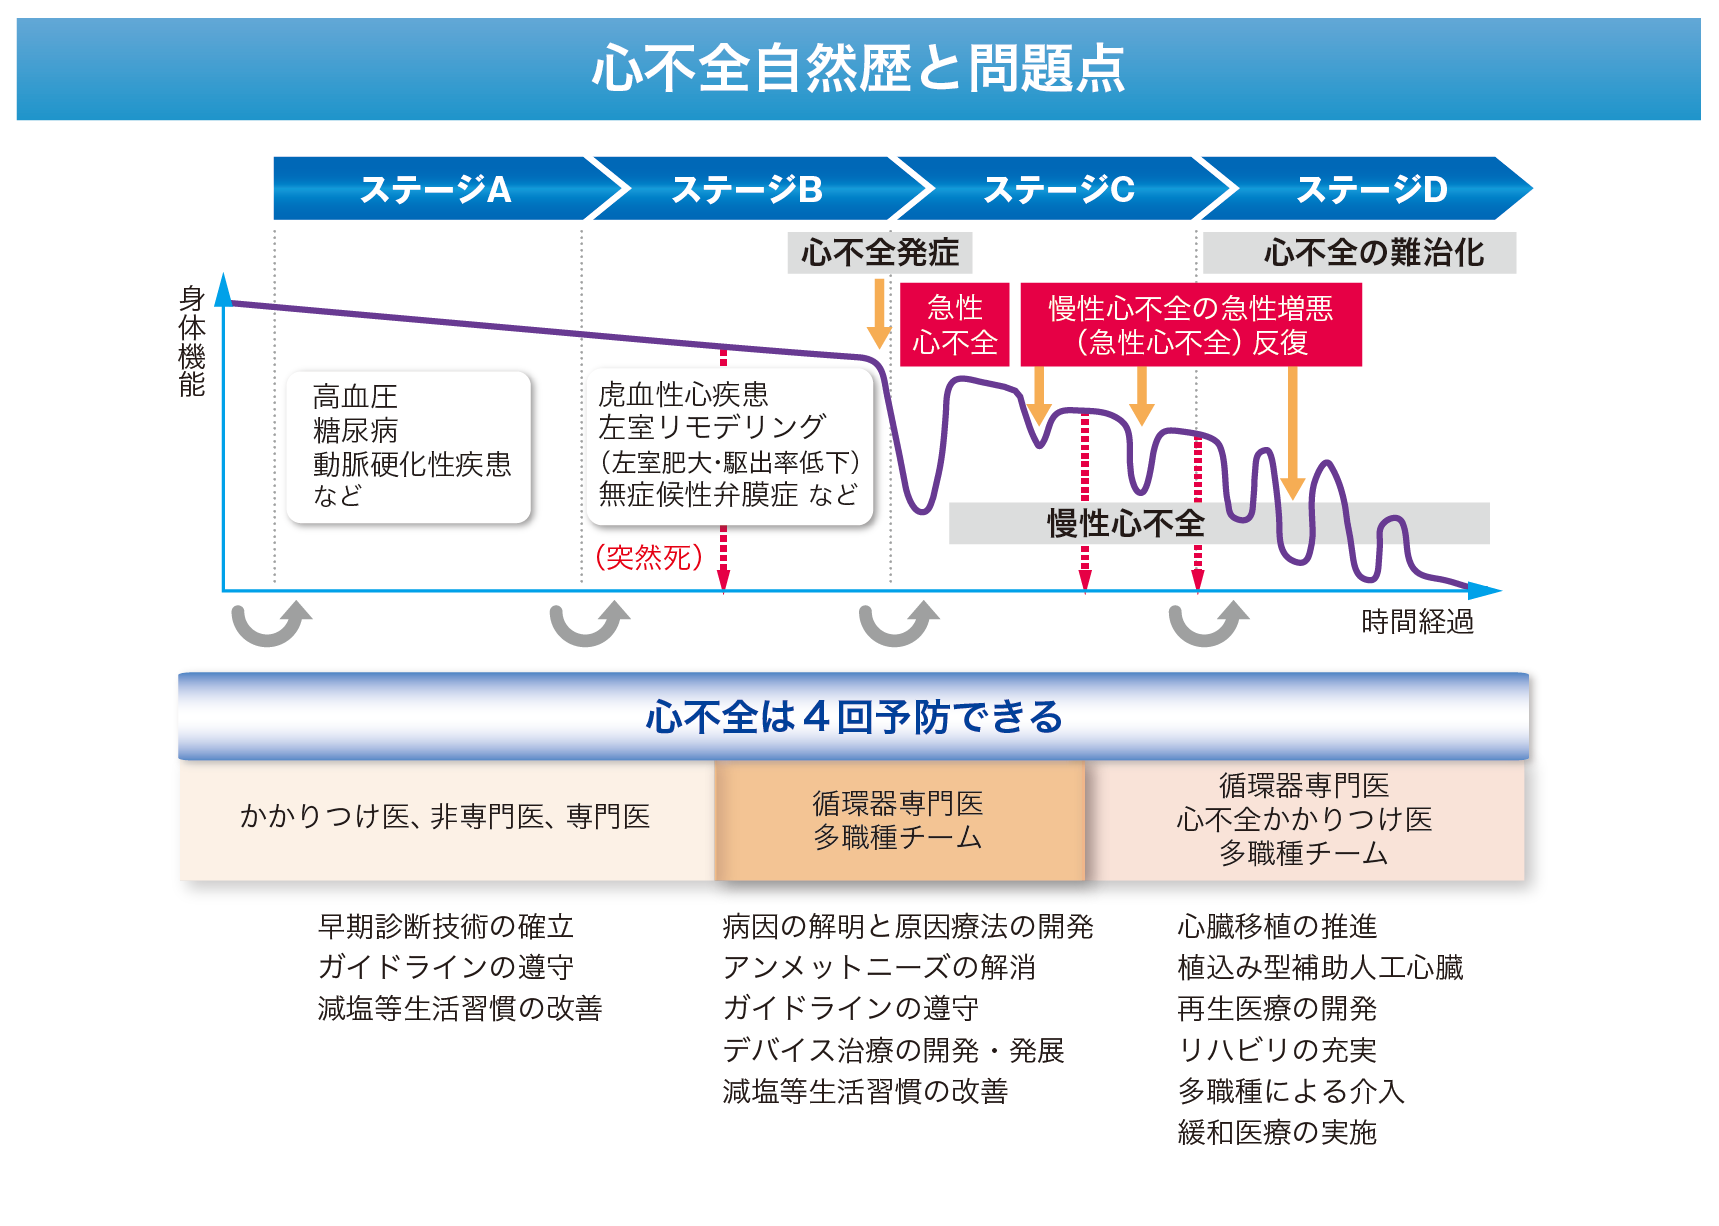 心不全自然歴と問題点
ステージA
ステージB
ステージC
ステージD
心不全発症
心不全の難治化
身体機能
急性
心不全
慢性心不全の急性増悪
（急性心不全）反復
高血圧
糖尿病
動脈硬化性疾患
など
虎血性心疾患
左室リモデリング
（左室肥大・駆出率低下）
無症候性弁膜症 など
慢性心不全
（突然死）
時間経過
心不全は４回予防できる
かかりつけ医、非専門医、専門医
循環器専門医
多職種チーム
循環器専門医
心不全かかりつけ医
多職種チーム
早期診断技術の確立
ガイドラインの遵守
減塩等生活習慣の改善
病因の解明と原因療法の開発
アンメットニーズの解消
ガイドラインの遵守
デバイス治療の開発・発展
減塩等生活習慣の改善
心臓移植の推進
植込み型補助人工心臓
再生医療の開発
リハビリの充実
多職種による介入
緩和医療の実施